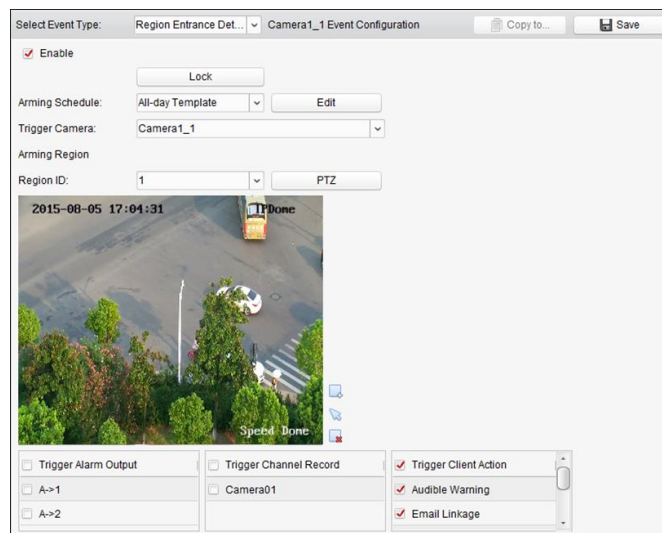 Select Event Type: Region Entrance Det... Camera1_1 Event Configuration Copy to... Save
Enable
Lock
Arming Schedule: All-day Template Edit
Trigger Camera: Camera1_1
Arming Region
Region ID: 1 PTZ
2015-08-05 17:04:31 IPDome
Speed Dome
Trigger Alarm Output Trigger Channel Record Trigger Client Action
A->1 Camera01 Audible Warning
A->2 Email Linkage